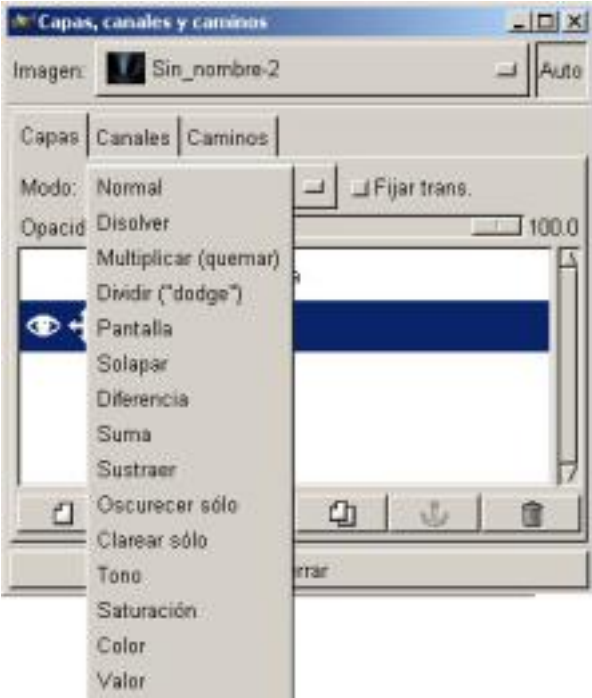 Capas, canales y caminos
Imagen: Sin_nombre-2 Auto
Capas Canales Caminos
Modo: Fijar trans.
Opacid 100.0
Normal
Disolver
Multiplicar (quemar)
Dividir ("dodge")
Pantalla
Solapar
Diferencia
Suma
Sustraer
Oscurecer sólo
Clarear sólo
Tono
Saturación
Color
Valor
rrar